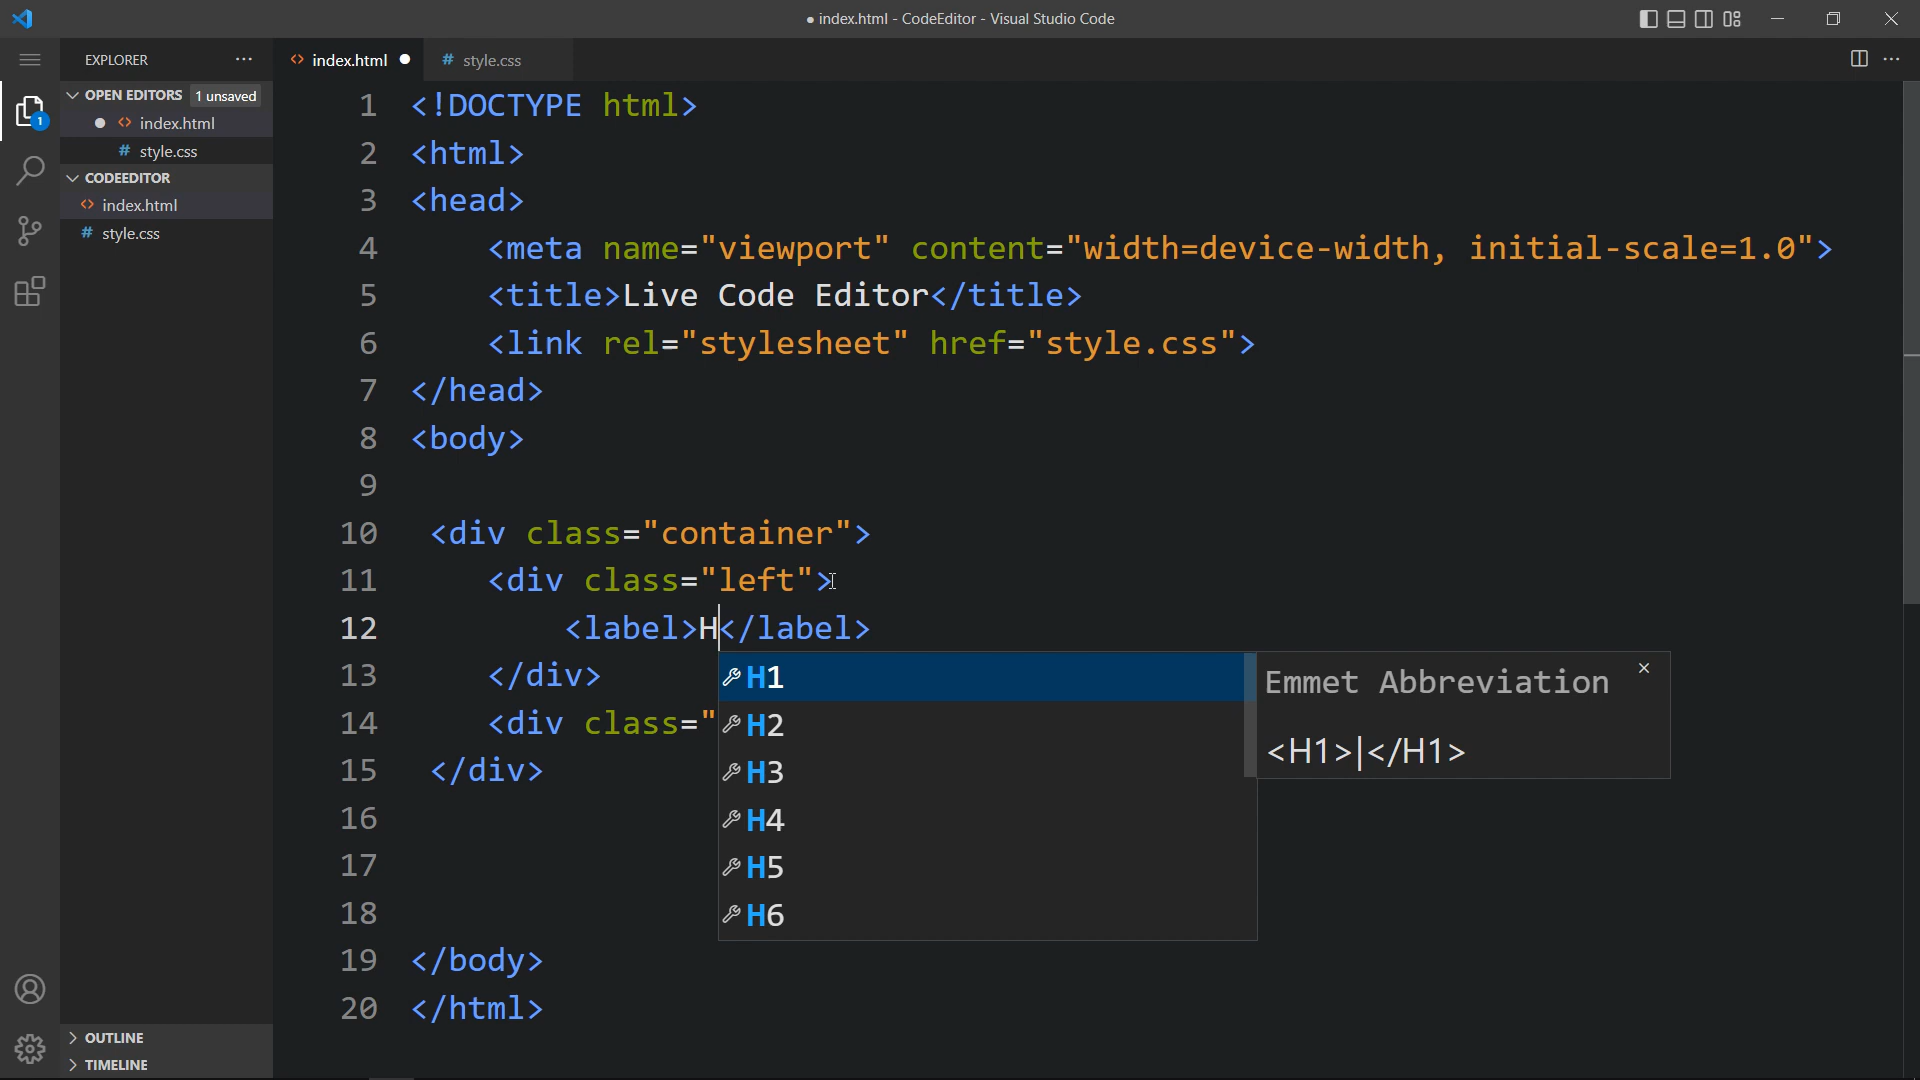 ● index.html - CodeEditor - Visual Studio Code
EXPLORER
index.html
style.css
OPEN EDITORS 1 unsaved
index.html
style.css
CODEEDITOR
index.html
style.css
1
1 <!DOCTYPE html>
2 <html>
3 <head>
4 <meta name="viewport" content="width=device-width, initial-scale=1.0">
5 <title>Live Code Editor</title>
6 <link rel="stylesheet" href="style.css">
7 </head>
8 <body>
9
10 <div class="container">
11 <div class="left">
12 <label>H</label>
13 </div>
14 <div class="
15 </div>
16
17
18
19 </body>
20 </html>
H1
H2
H3
H4
H5
H6
Emmet Abbreviation
<H1>|</H1>
OUTLINE
TIMELINE